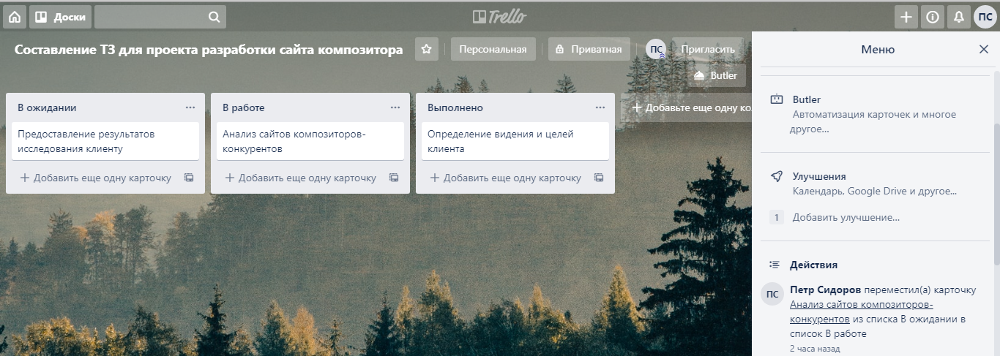 Доски
Trello
ПС
Составление ТЗ для проекта разработки сайта композитора
Персональная
Приватная
ПС
Пригласить
Butler
В ожидании
Предоставление результатов
исследования клиенту
+ Добавить еще одну карточку
В работе
Анализ сайтов композиторов-
конкурентов
+ Добавить еще одну карточку
Выполнено
Определение видения и целей
клиента
+ Добавить еще одну карточку
+ Добавьте еще одну ко
Меню
Butler
Автоматизация карточек и многое
другое...
Улучшения
Календарь, Google Drive и другое...
1 Добавить улучшение...
Действия
ПС
Петр Сидоров переместил(а) карточку
Анализ сайтов композиторов-
конкурентов из списка В ожидании в
список В работе
2 часа назад